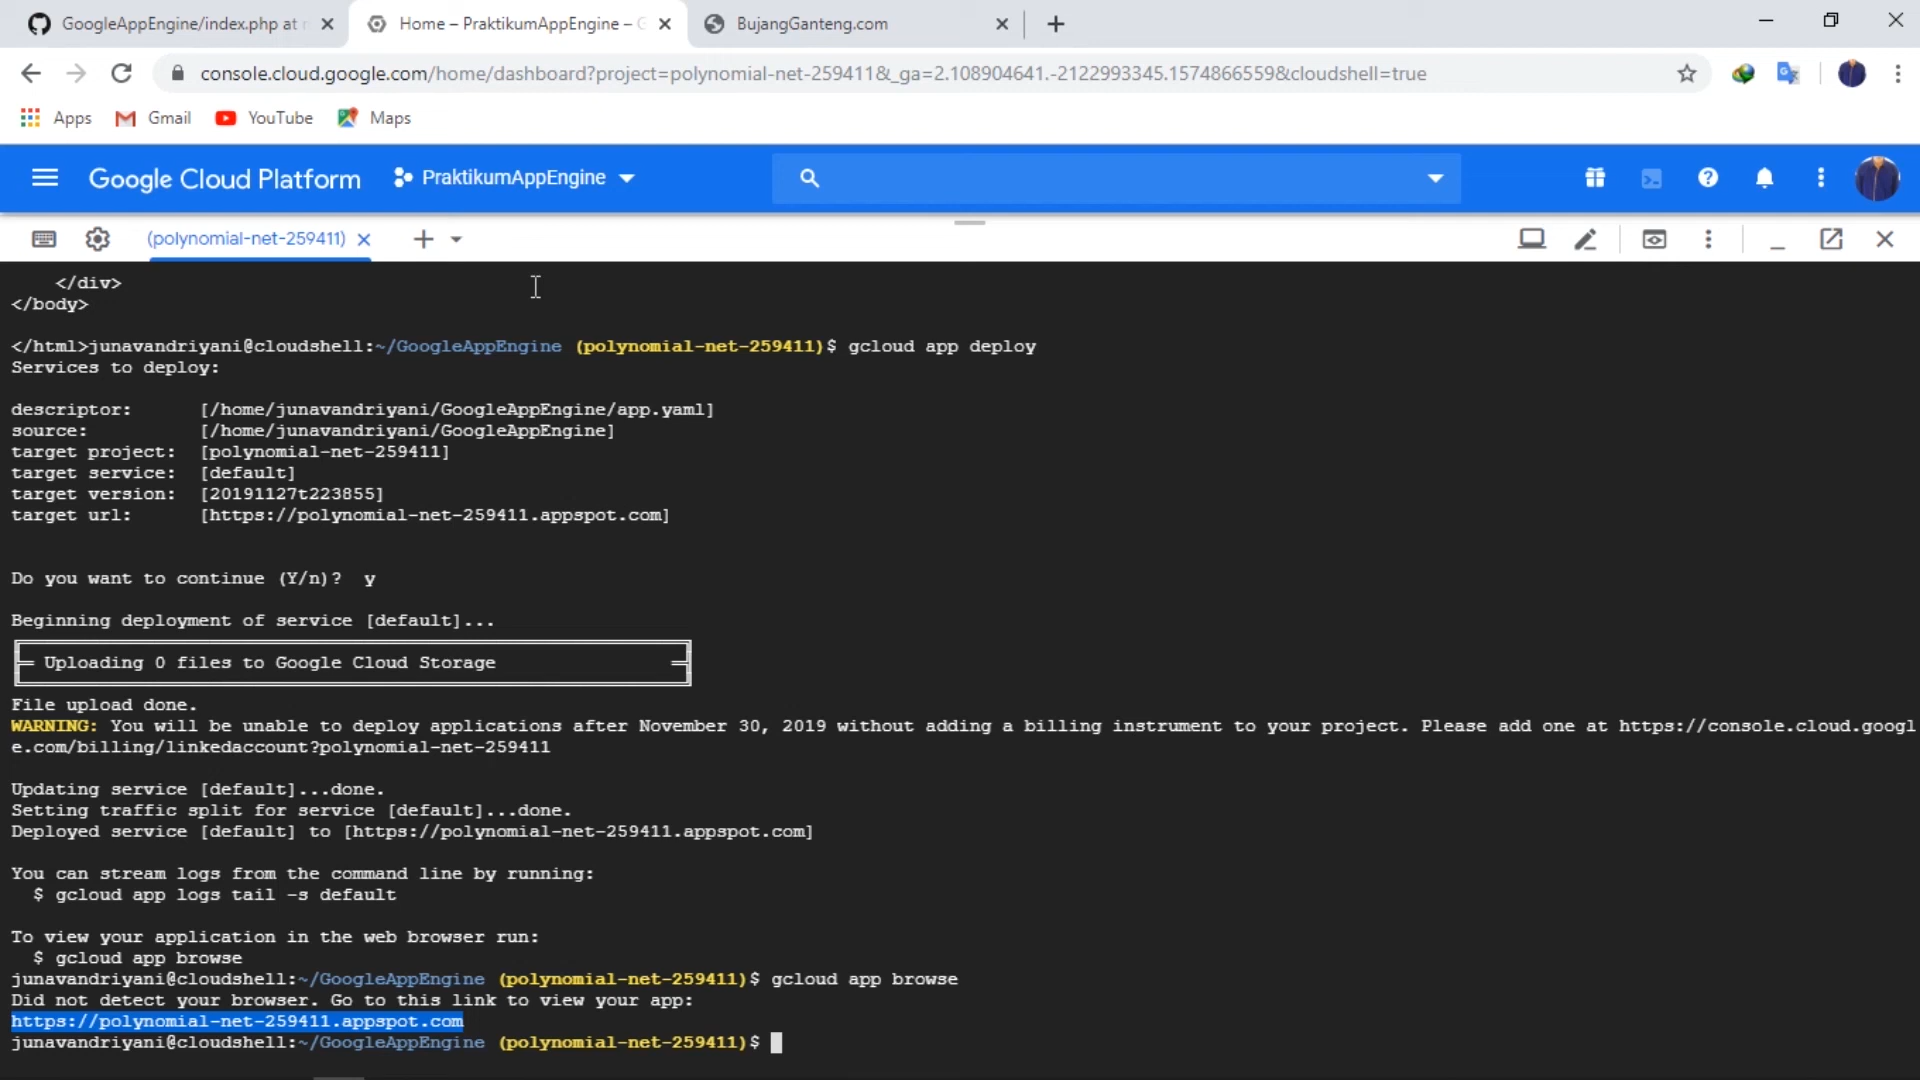 GoogleAppEngine/index.php at
Home – PraktikumAppEngine –
BujangGanteng.com
console.cloud.google.com/home/dashboard?project=polynomial-net-259411&_ga=2.108904641.-2122993345.1574866559&cloudshell=true
Apps
Gmail
YouTube
Maps
Google Cloud Platform
PraktikumAppEngine
(polynomial-net-259411)
</div>
</body>
</html>junavandriyani@cloudshell:~/GoogleAppEngine (polynomial-net-259411)$ gcloud app deploy
Services to deploy:
descriptor: [/home/junavandriyani/GoogleAppEngine/app.yaml]
source: [/home/junavandriyani/GoogleAppEngine]
target project: [polynomial-net-259411]
target service: [default]
target version: [20191127t223855]
target url: [https://polynomial-net-259411.appspot.com]
Do you want to continue (Y/n)? y
Beginning deployment of service [default]...
Uploading 0 files to Google Cloud Storage
File upload done.
WARNING: You will be unable to deploy applications after November 30, 2019 without adding a billing instrument to your project. Please add one at https://console.cloud.googl
e.com/billing/linkedaccount?polynomial-net-259411
Updating service [default]...done.
Setting traffic split for service [default]...done.
Deployed service [default] to [https://polynomial-net-259411.appspot.com]
You can stream logs from the command line by running:
$ gcloud app logs tail -s default
To view your application in the web browser run:
$ gcloud app browse
junavandriyani@cloudshell:~/GoogleAppEngine (polynomial-net-259411)$ gcloud app browse
Did not detect your browser. Go to this link to view your app:
https://polynomial-net-259411.appspot.com
junavandriyani@cloudshell:~/GoogleAppEngine (polynomial-net-259411)$